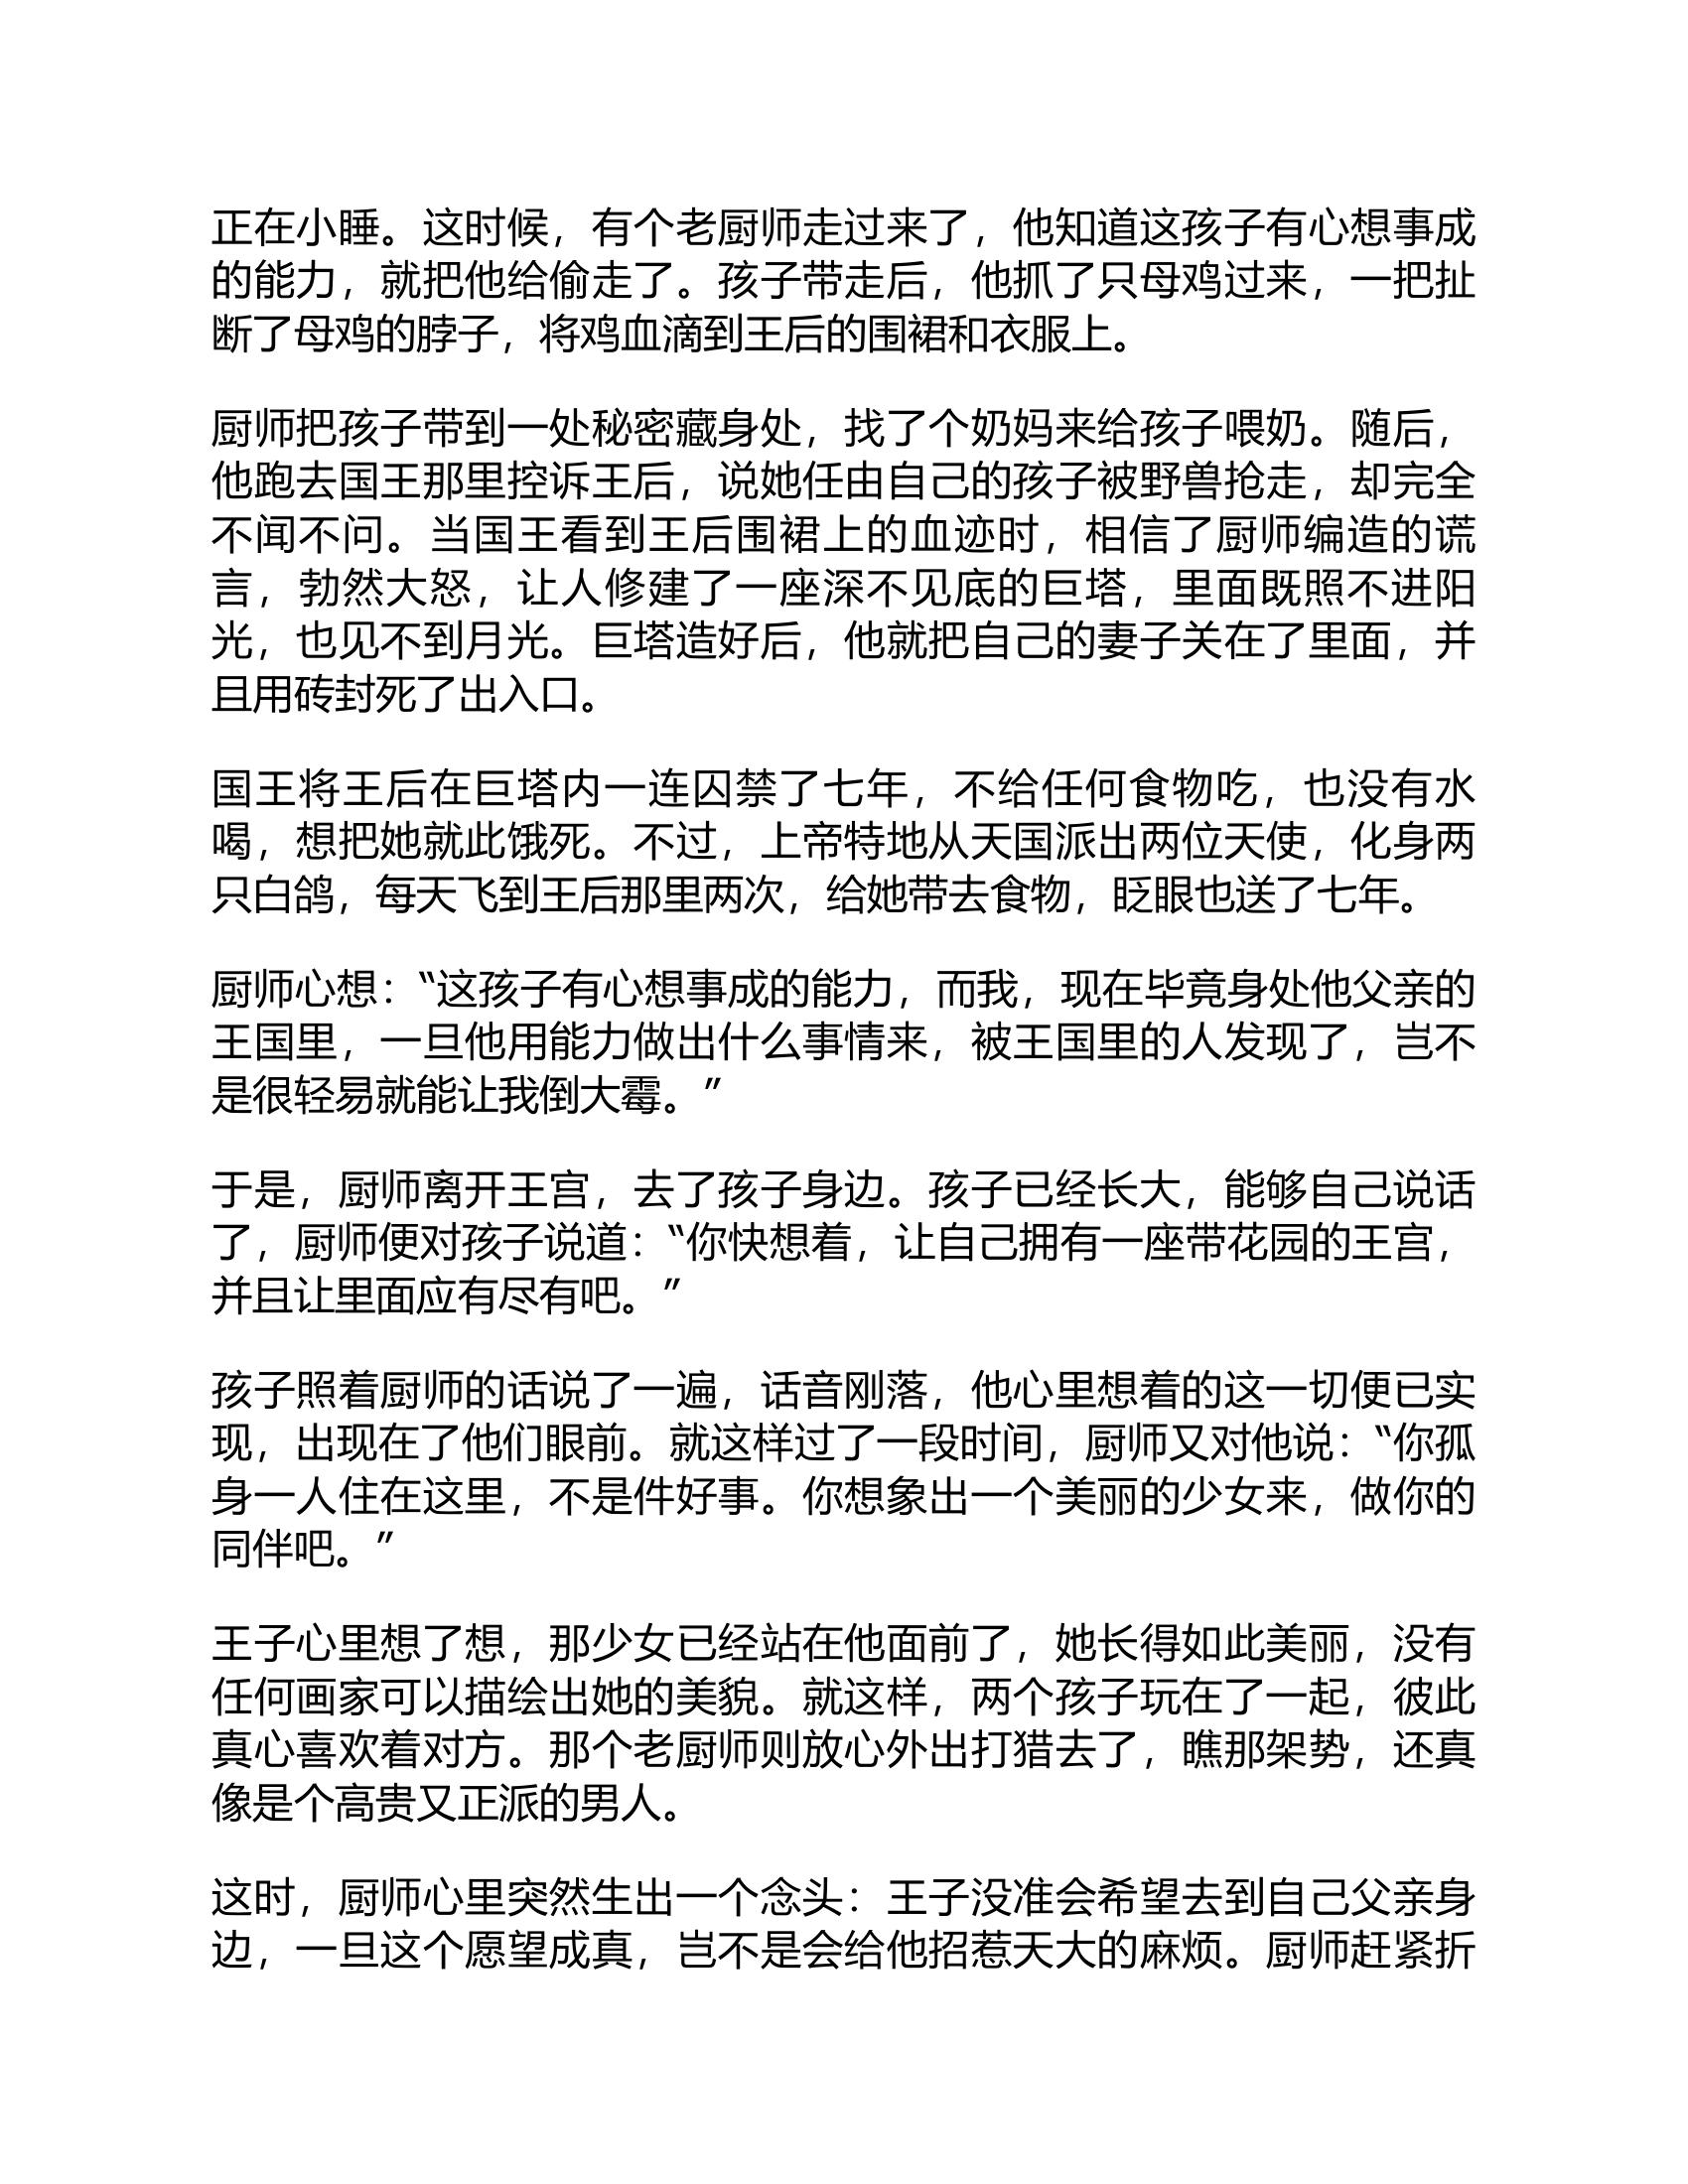 正在小睡。这时候，有个老厨师走过来了，他知道这孩子有心想事成
的能力，就把他给偷走了。孩子带走后，他抓了只母鸡过来，一把扯
断了母鸡的脖子，将鸡血滴到王后的围裙和衣服上。
厨师把孩子带到一处秘密藏身处，找了个奶妈来给孩子喂奶。随后，
他跑去国王那里控诉王后，说她任由自己的孩子被野兽抢走，却完全
不闻不问。当国王看到王后围裙上的血迹时，相信了厨师编造的谎
言，勃然大怒，让人修建了一座深不见底的巨塔，里面既照不进阳
光，也见不到月光。巨塔造好后，他就把自己的妻子关在了里面，并
且用砖封死了出入口。
国王将王后在巨塔内一连囚禁了七年，不给任何食物吃，也没有水
喝，想把她就此饿死。不过，上帝特地从天国派出两位天使，化身两
只白鸽，每天飞到王后那里两次，给她带去食物，眨眼也送了七年。
厨师心想：“这孩子有心想事成的能力，而我，现在毕竟身处他父亲的
王国里，一旦他用能力做出什么事情来，被王国里的人发现了，岂不
是很轻易就能让我倒大霉。”
于是，厨师离开王宫，去了孩子身边。孩子已经长大，能够自己说话
了，厨师便对孩子说道：“你快想着，让自己拥有一座带花园的王宫，
并且让里面应有尽有吧。”
孩子照着厨师的话说了一遍，话音刚落，他心里想着的这一切便已实
现，出现在了他们眼前。就这样过了一段时间，厨师又对他说：“你孤
身一人住在这里，不是件好事。你想象出一个美丽的少女来，做你的
同伴吧。”
王子心里想了想，那少女已经站在他面前了，她长得如此美丽，没有
任何画家可以描绘出她的美貌。就这样，两个孩子玩在了一起，彼此
真心喜欢着对方。那个老厨师则放心外出打猎去了，瞧那架势，还真
像是个高贵又正派的男人。
这时，厨师心里突然生出一个念头：王子没准会希望去到自己父亲身
边，一旦这个愿望成真，岂不是会给他招惹天大的麻烦。厨师赶紧折